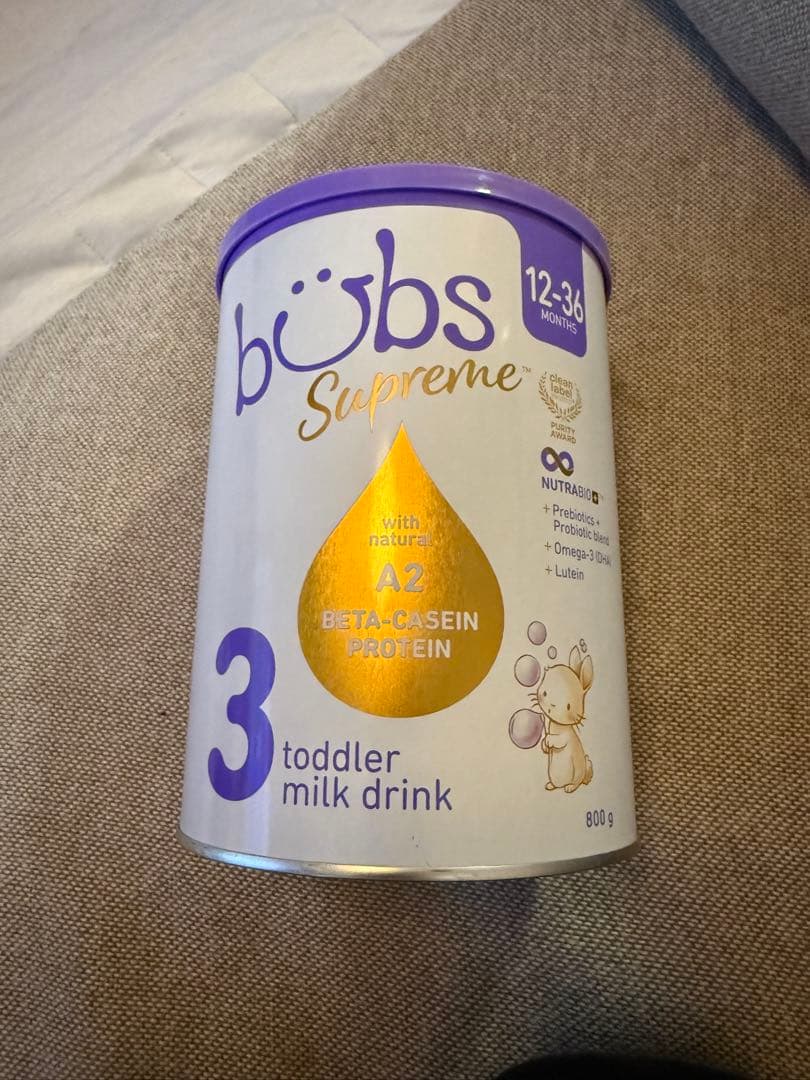 bübs
Supreme™
12-36
MONTHS
clean
label
PURITY
AWARD
NUTRABIO+™
+ Prebiotics +
Probiotic blend
+ Omega-3 (DHA)
+ Lutein
with
natural
A2
BETA-CASEIN
PROTEIN
3
toddler
milk drink
800 g